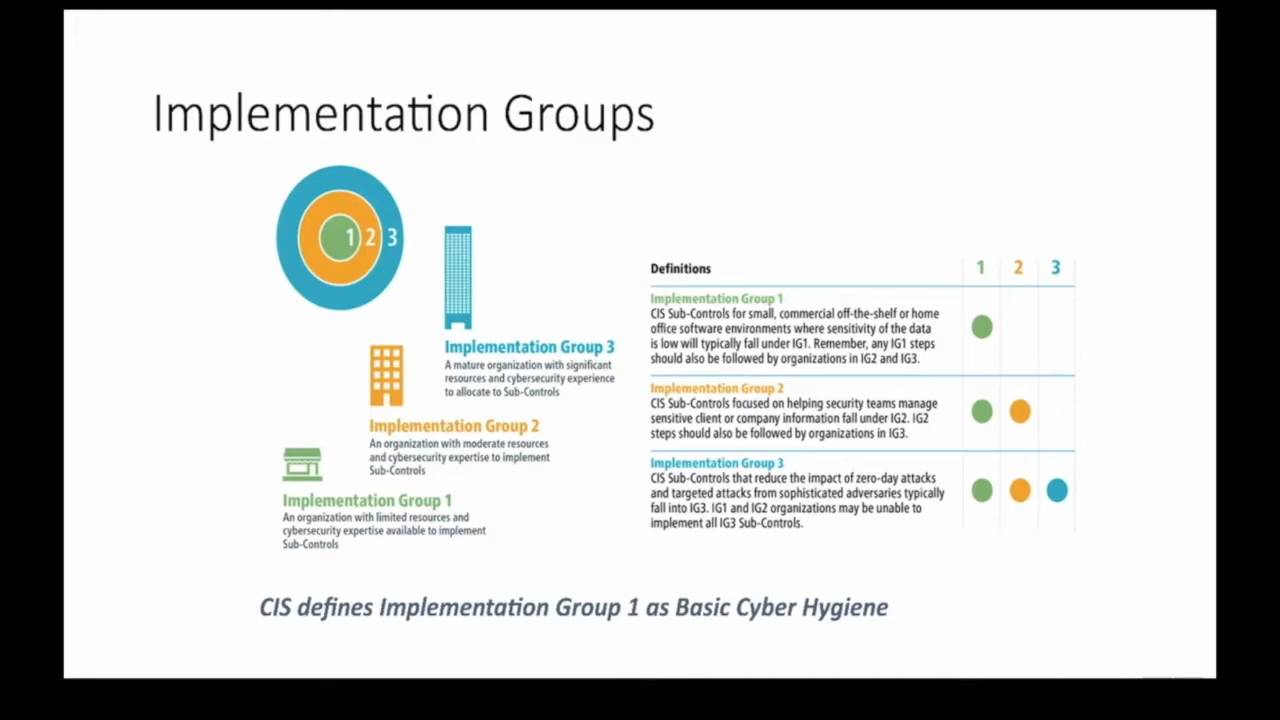 Implementation Groups
1 2 3
Implementation Group 3
A mature organization with significant
resources and cybersecurity experience
to allocate to Sub-Controls
Implementation Group 2
An organization with moderate resources
and cybersecurity expertise to implement
Sub-Controls
Implementation Group 1
An organization with limited resources and
cybersecurity expertise available to implement
Sub-Controls
Definitions 1 2 3
Implementation Group 1
CIS Sub-Controls for small, commercial off-the-shelf or home
office software environments where sensitivity of the data
is low will typically fall under IG1. Remember, any IG1 steps
should also be followed by organizations in IG2 and IG3.
Implementation Group 2
CIS Sub-Controls focused on helping security teams manage
sensitive client or company information fall under IG2. IG2
steps should also be followed by organizations in IG3.
Implementation Group 3
CIS Sub-Controls that reduce the impact of zero-day attacks
and targeted attacks from sophisticated adversaries typically
fall into IG3. IG1 and IG2 organizations may be unable to
implement all IG3 Sub-Controls.
CIS defines Implementation Group 1 as Basic Cyber Hygiene